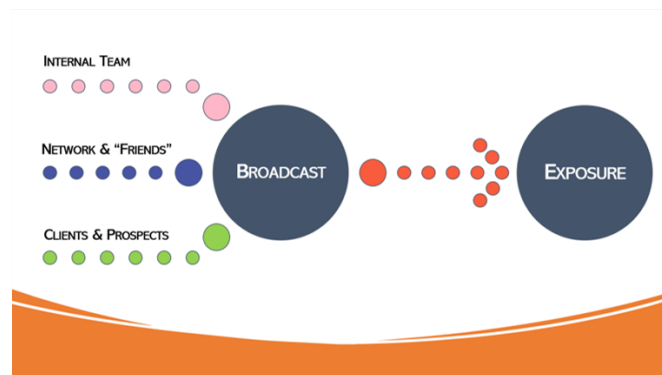 INTERNAL TEAM
NETWORK & “FRIENDS”
BROADCAST
EXPOSURE
CLIENTS & PROSPECTS